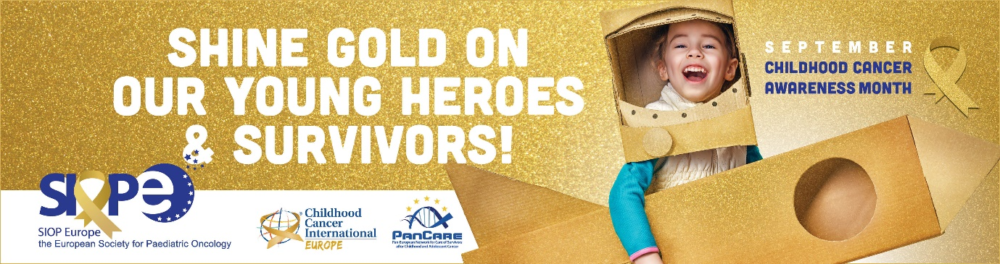 SHINE GOLD ON
OUR YOUNG HEROES
& SURVIVORS!
SEPTEMBER
CHILDHOOD CANCER
AWARENESS MONTH
SIOPe
SIOP Europe
the European Society for Paediatric Oncology
Childhood
Cancer
International
EUROPE
PanCare
Pan-European Network for Care of Survivors
after Childhood and Adolescent Cancer